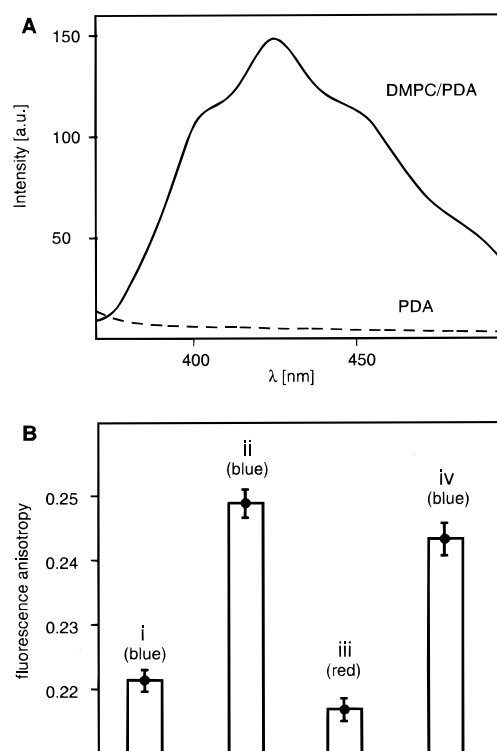 A
150
100
50
Intensity [a.u.]
DMPC/PDA
PDA
400
450
λ [nm]
B
0.25
0.24
0.23
0.22
fluorescence anisotropy
i
(blue)
ii
(blue)
iii
(red)
iv
(blue)